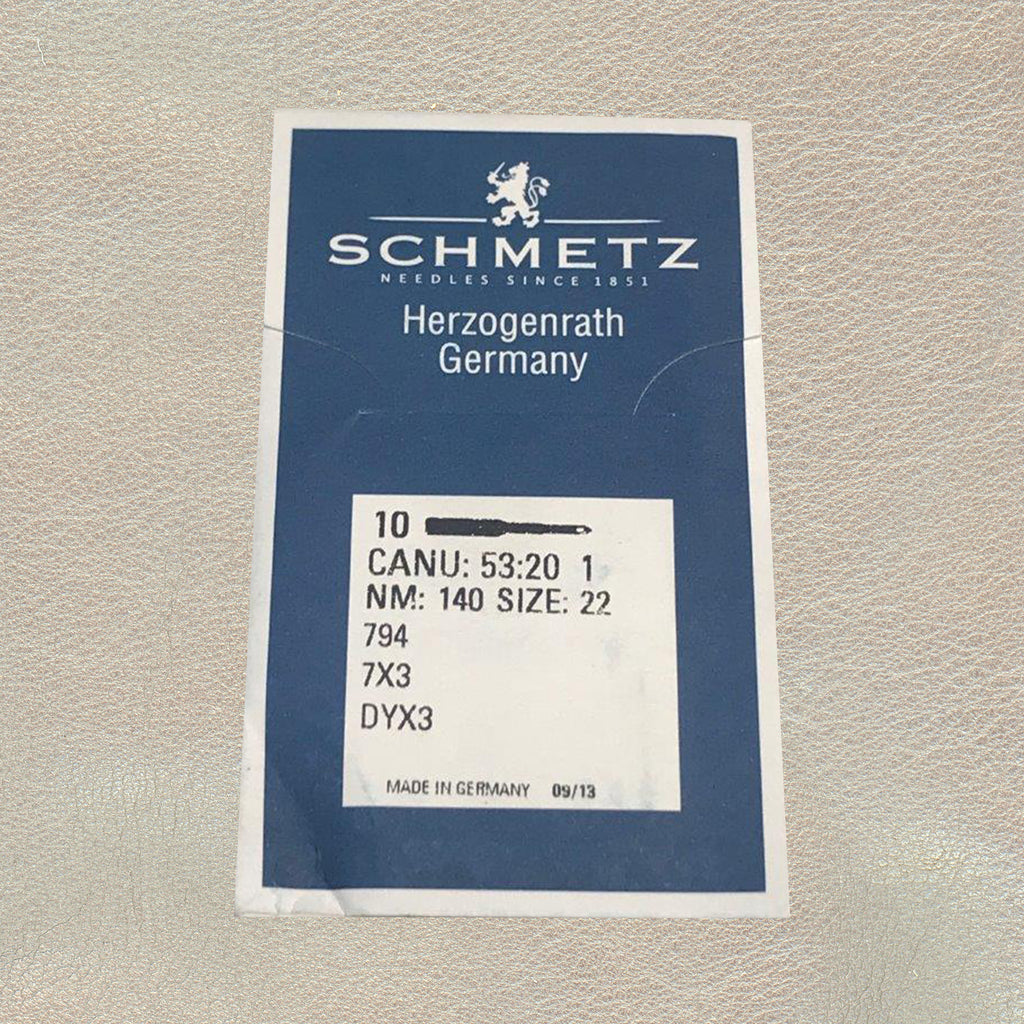 SCHMETZ
NEEDLES SINCE 1851
Herzogenrath
Germany
10
CANU: 53:20 1
NM: 140 SIZE: 22
794
7X3
DYX3
MADE IN GERMANY 09/13